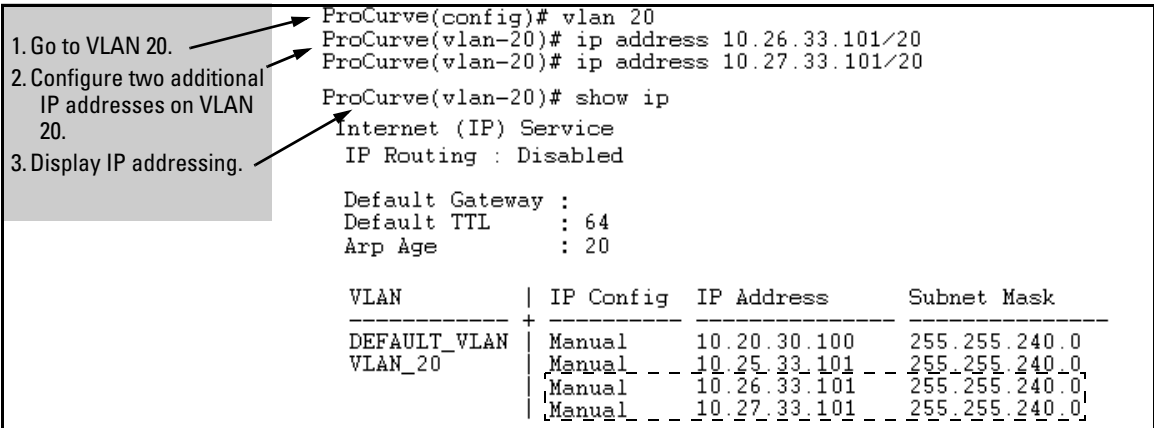 1. Go to VLAN 20.
2. Configure two additional
IP addresses on VLAN
20.
3. Display IP addressing.
ProCurve(config)# vlan 20
ProCurve(vlan-20)# ip address 10.26.33.101/20
ProCurve(vlan-20)# ip address 10.27.33.101/20
ProCurve(vlan-20)# show ip
Internet (IP) Service
IP Routing : Disabled
Default Gateway :
Default TTL : 64
Arp Age : 20
VLAN | IP Config IP Address Subnet Mask
------------ + ---------- --------------- ---------------
DEFAULT_VLAN | Manual 10.20.30.100 255.255.240.0
VLAN_20 | Manual 10.25.33.101 255.255.240.0
| Manual 10.26.33.101 255.255.240.0
| Manual 10.27.33.101 255.255.240.0